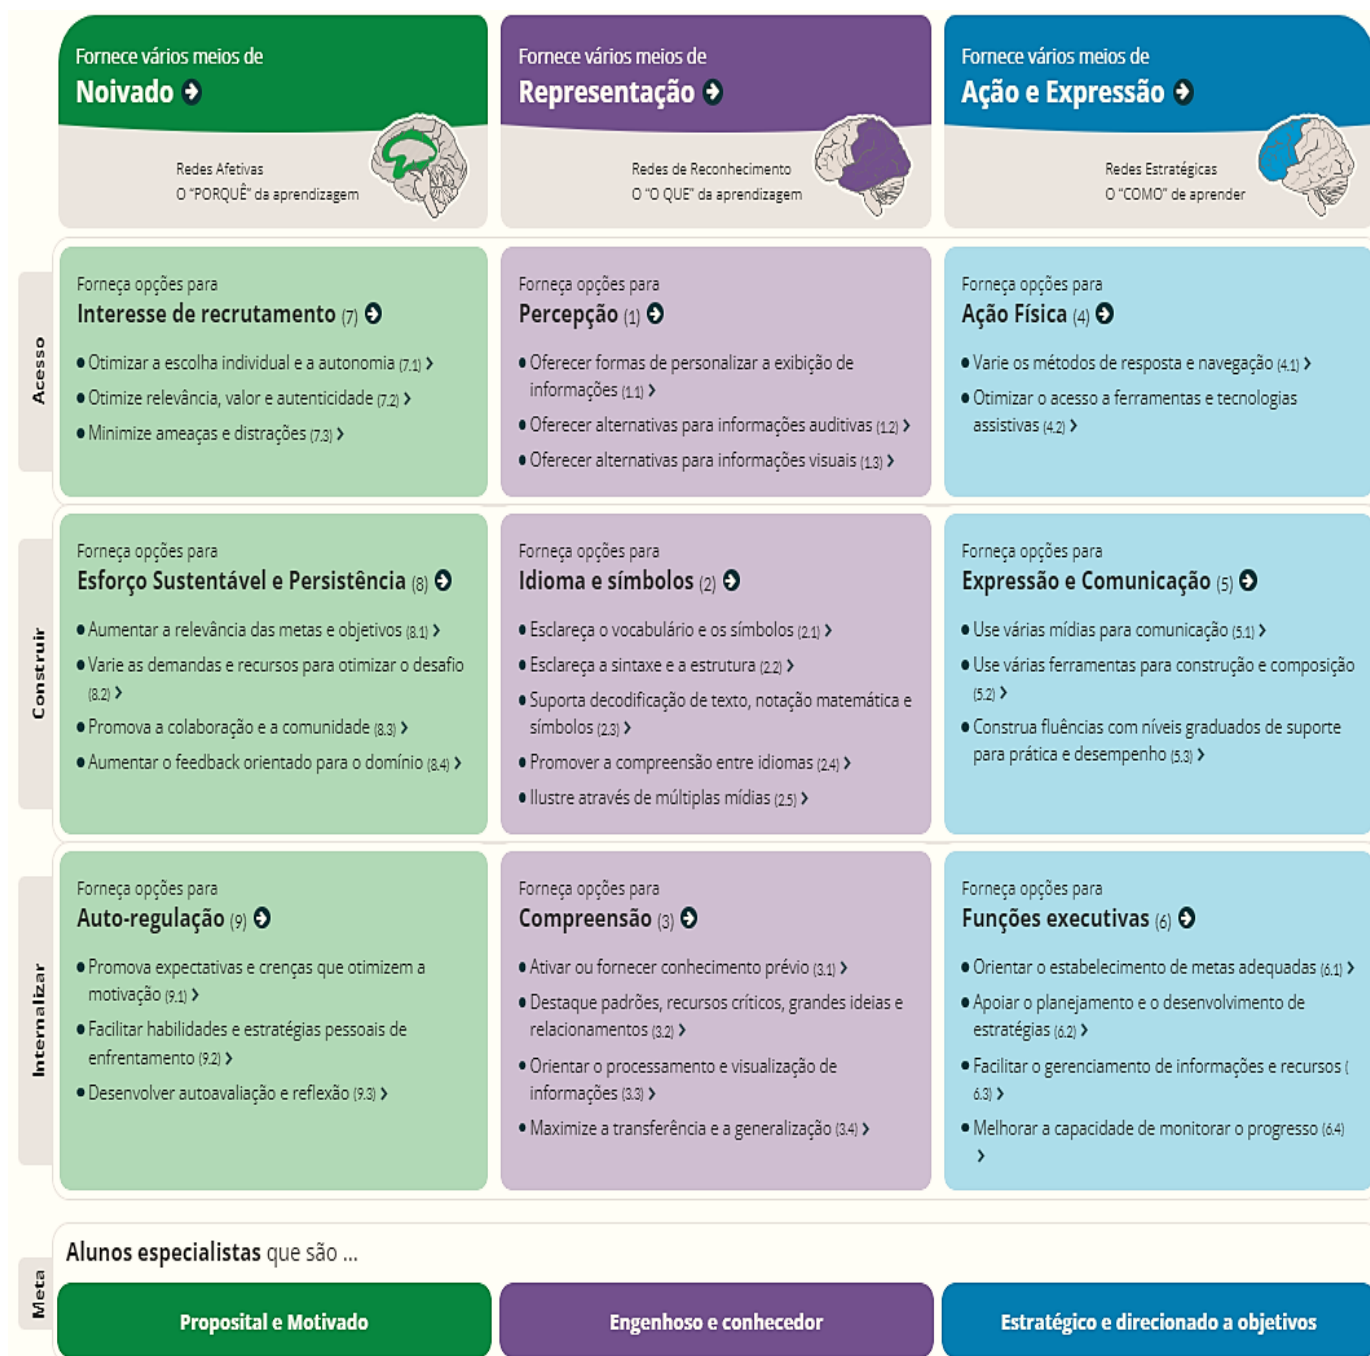 Fornece vários meios de
Noivado
Redes Afetivas
O “PORQUÊ” da aprendizagem
Fornece vários meios de
Representação
Redes de Reconhecimento
O “O QUE” da aprendizagem
Fornece vários meios de
Ação e Expressão
Redes Estratégicas
O “COMO” de aprender
Acesso
Forneça opções para
Interesse de recrutamento (7)
• Otimizar a escolha individual e a autonomia (7.1) >
• Otimize relevância, valor e autenticidade (7.2) >
• Minimize ameaças e distrações (7.3) >
Forneça opções para
Percepção (1)
• Oferecer formas de personalizar a exibição de
informações (1.1) >
• Oferecer alternativas para informações auditivas (1.2) >
• Oferecer alternativas para informações visuais (1.3) >
Forneça opções para
Ação Física (4)
• Varie os métodos de resposta e navegação (4.1) >
• Otimizar o acesso a ferramentas e tecnologias
assistivas (4.2) >
Construir
Forneça opções para
Esforço Sustentável e Persistência (8)
• Aumentar a relevância das metas e objetivos (8.1) >
• Varie as demandas e recursos para otimizar o desafio
(8.2) >
• Promova a colaboração e a comunidade (8.3) >
• Aumentar o feedback orientado para o domínio (8.4) >
Forneça opções para
Idioma e símbolos (2)
• Esclareça o vocabulário e os símbolos (2.1) >
• Esclareça a sintaxe e a estrutura (2.2) >
• Suporta decodificação de texto, notação matemática e
símbolos (2.3) >
• Promover a compreensão entre idiomas (2.4) >
• Ilustre através de múltiplas mídias (2.5) >
Forneça opções para
Expressão e Comunicação (5)
• Use várias mídias para comunicação (5.1) >
• Use várias ferramentas para construção e composição
(5.2) >
• Construa fluências com níveis graduados de suporte
para prática e desempenho (5.3) >
Internalizar
Forneça opções para
Auto-regulação (9)
• Promova expectativas e crenças que otimizem a
motivação (9.1) >
• Facilitar habilidades e estratégias pessoais de
enfrentamento (9.2) >
• Desenvolver autoavaliação e reflexão (9.3) >
Forneça opções para
Compreensão (3)
• Ativar ou fornecer conhecimento prévio (3.1) >
• Destaque padrões, recursos críticos, grandes ideias e
relacionamentos (3.2) >
• Orientar o processamento e visualização de
informações (3.3) >
• Maximize a transferência e a generalização (3.4) >
Forneça opções para
Funções executivas (6)
• Orientar o estabelecimento de metas adequadas (6.1) >
• Apoiar o planejamento e o desenvolvimento de
estratégias (6.2) >
• Facilitar o gerenciamento de informações e recursos (
6.3) >
• Melhorar a capacidade de monitorar o progresso (6.4)
>
Meta
Alunos especialistas que são ...
Proposital e Motivado
Engenhoso e conhecedor
Estratégico e direcionado a objetivos